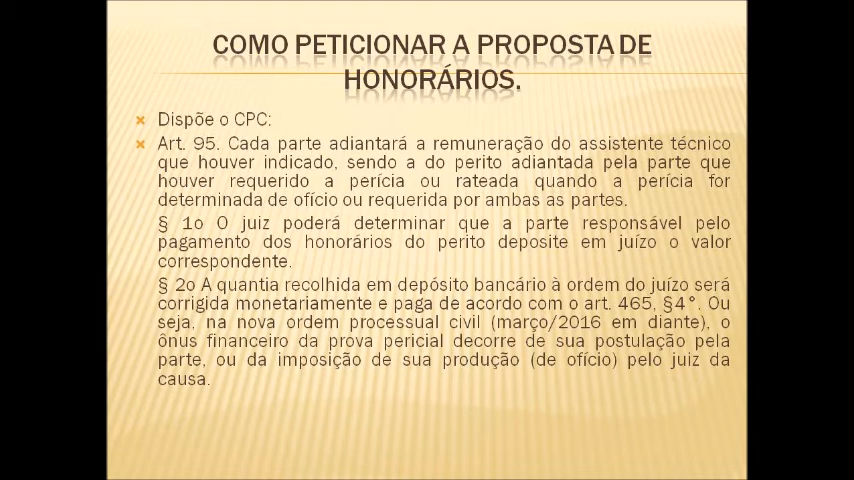 COMO PETICIONAR A PROPOSTA DE
HONORÁRIOS.
Dispõe o CPC:
Art. 95. Cada parte adiantará a remuneração do assistente técnico
que houver indicado, sendo a do perito adiantada pela parte que
houver requerido a perícia ou rateada quando a perícia for
determinada de ofício ou requerida por ambas as partes.
§ 1o O juiz poderá determinar que a parte responsável pelo
pagamento dos honorários do perito deposite em juízo o valor
correspondente.
§ 2o A quantia recolhida em depósito bancário à ordem do juízo será
corrigida monetariamente e paga de acordo com o art. 465, §4°. Ou
seja, na nova ordem processual civil (março/2016 em diante), o
ônus financeiro da prova pericial decorre de sua postulação pela
parte, ou da imposição de sua produção (de ofício) pelo juiz da
causa.